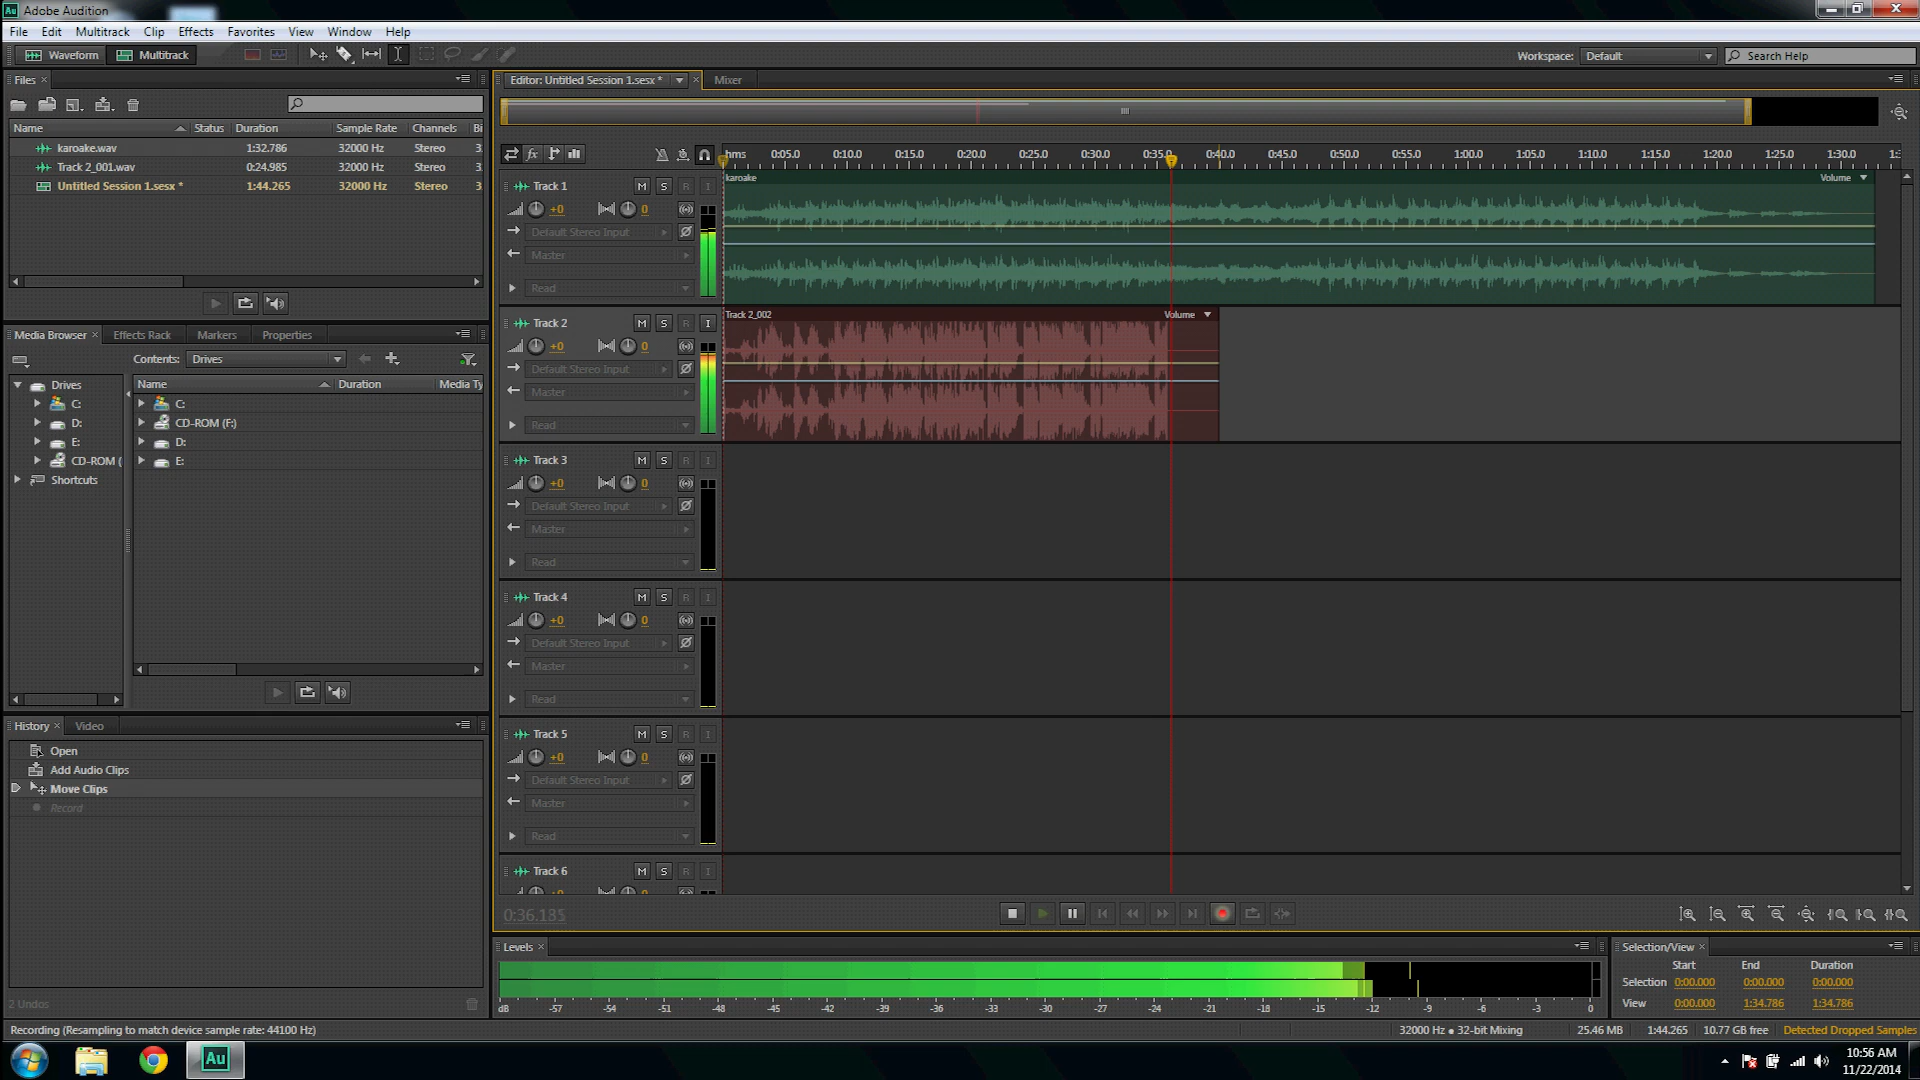 Au Adobe Audition
File Edit Multitrack Clip Effects Favorites View Window Help
Waveform Multitrack Workspace: Default Search Help
Files ×
Name Status Duration Sample Rate Channels Bi
karoake.wav 1:32.786 32000 Hz Stereo 3
Track 2_001.wav 0:24.985 32000 Hz Stereo 3
Untitled Session 1.sesx * 1:44.265 32000 Hz Stereo 3
Media Browser × Effects Rack Markers Properties
Contents: Drives
Drives
C:
D:
E:
CD-ROM (
Shortcuts
Name Duration Media Ty
C:
CD-ROM (F:)
D:
E:
History × Video
Open
Add Audio Clips
Move Clips
Record
2 Undos
Editor: Untitled Session 1.sesx * × Mixer
fx
hms 0:05.0 0:10.0 0:15.0 0:20.0 0:25.0 0:30.0 0:35.0 0:40.0 0:45.0 0:50.0 0:55.0 1:00.0 1:05.0 1:10.0 1:15.0 1:20.0 1:25.0 1:30.0 1:
Track 1 M S R I
+0 0
Default Stereo Input
Master
Read
karoake Volume
Track 2 M S R I
+0 0
Default Stereo Input
Master
Read
Track 2_002 Volume
Track 3 M S R I
+0 0
Default Stereo Input
Master
Read
Track 4 M S R I
+0 0
Default Stereo Input
Master
Read
Track 5 M S R I
+0 0
Default Stereo Input
Master
Read
Track 6 M S R I
+0 0
0:36.185
Levels ×
dB -57 -54 -51 -48 -45 -42 -39 -36 -33 -30 -27 -24 -21 -18 -15 -12 -9 -6 -3 0
Selection/View ×
Start End Duration
Selection 0:00.000 0:00.000 0:00.000
View 0:00.000 1:34.786 1:34.786
Recording (Resampling to match device sample rate: 44100 Hz) 32000 Hz ● 32-bit Mixing 25.46 MB 1:44.265 10.77 GB free Detected Dropped Samples
Au
10:56 AM
11/22/2014